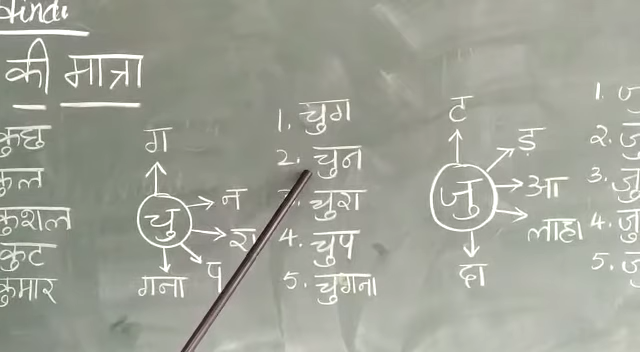 Hindi
की मात्रा
कुछ
कुल
कुशल
कुट
कुमार
ग
चु
न
रा
प
गना
1. चुग
2. चुन
3. चुरा
4. चुप
5. चुगना
ट
जु
ड़
आ
लाहा
दा
1. जु
2. जु
3. जु
4. जु
5. जु